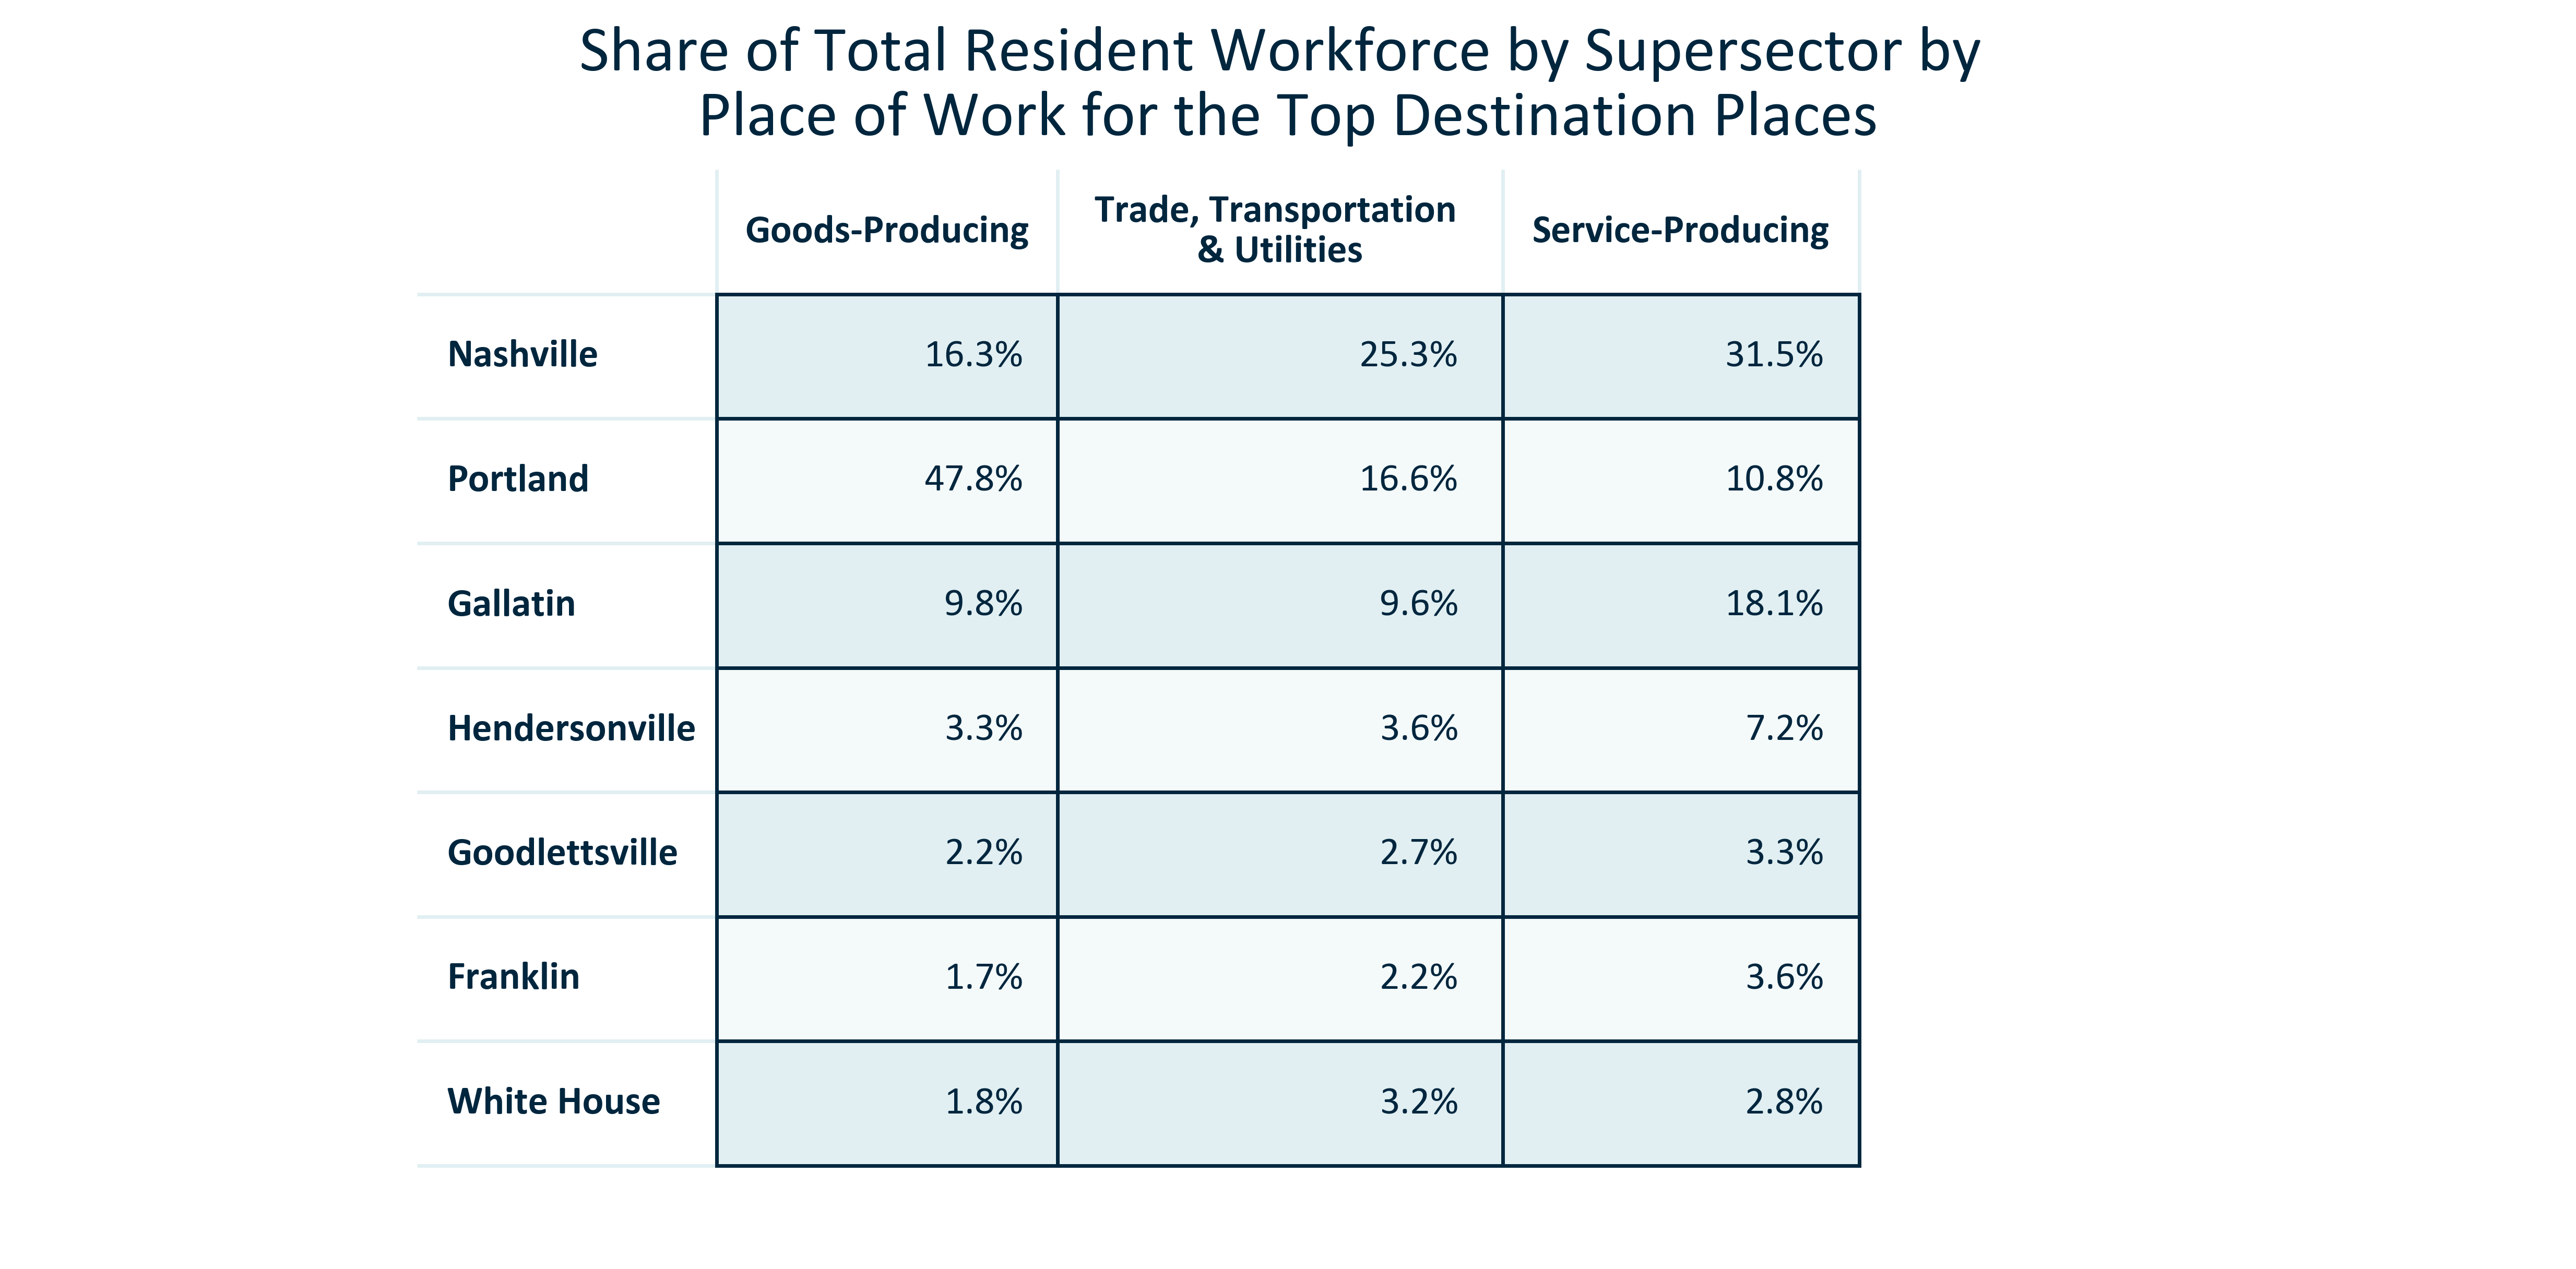 Share of Total Resident Workforce by Supersector by
Place of Work for the Top Destination Places
Goods-Producing Trade, Transportation Service-Producing
& Utilities
Nashville 16.3% 25.3% 31.5%
Portland 47.8% 16.6% 10.8%
Gallatin 9.8% 9.6% 18.1%
Hendersonville 3.3% 3.6% 7.2%
Goodlettsville 2.2% 2.7% 3.3%
Franklin 1.7% 2.2% 3.6%
White House 1.8% 3.2% 2.8%